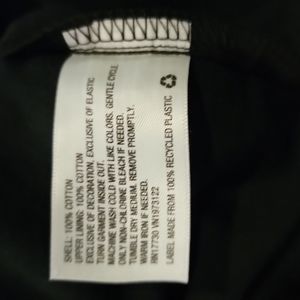 SHELL: 100% COTTON
UPPER LINING: 100% COTTON
EXCLUSIVE OF DECORATION, EXCLUSIVE OF ELASTIC
TURN GARMENT INSIDE OUT.
MACHINE WASH COLD WITH LIKE COLORS. GENTLE CYCLE
ONLY NON-CHLORINE BLEACH IF NEEDED.
TUMBLE DRY MEDIUM. REMOVE PROMPTLY.
WARM IRON IF NEEDED.
RN17730 VN1973122
LABEL MADE FROM 100% RECYCLED PLASTIC